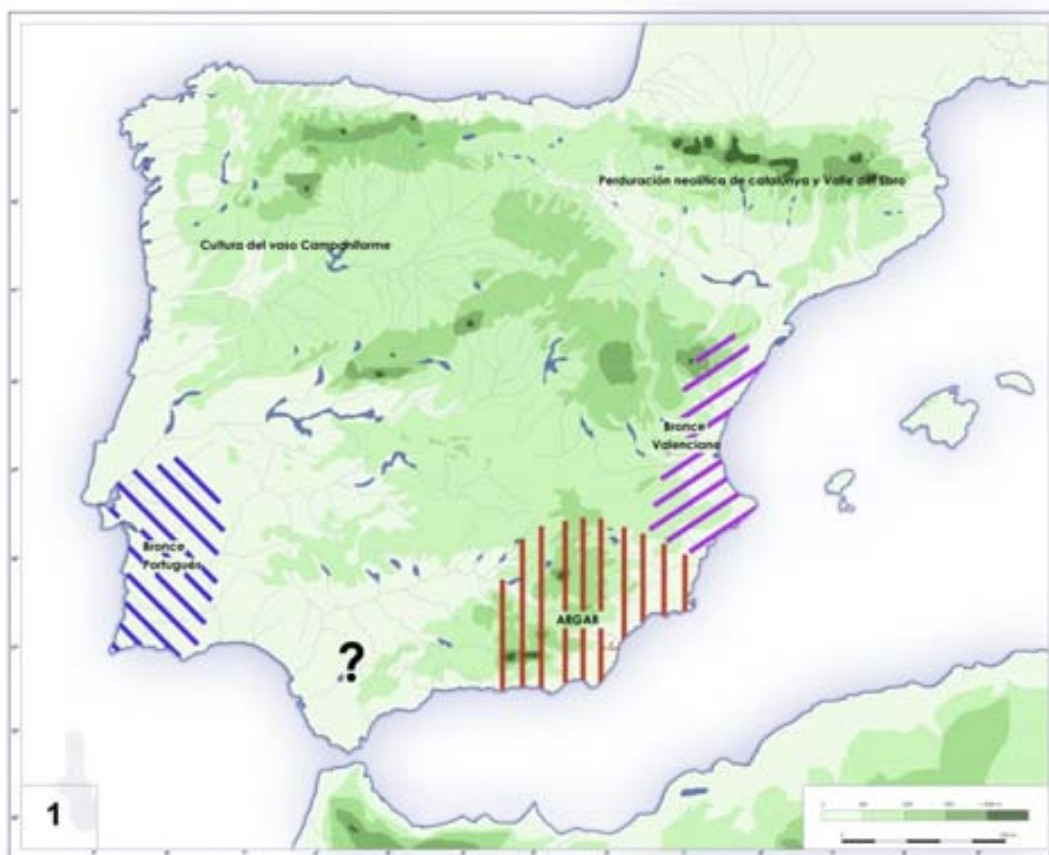 Perduración neolítica de catalunya y Valle del Ebro
Cultura del vaso Campaniforme
Bronce
Valenciano
Bronce
Portugués
ARGAR
?
1